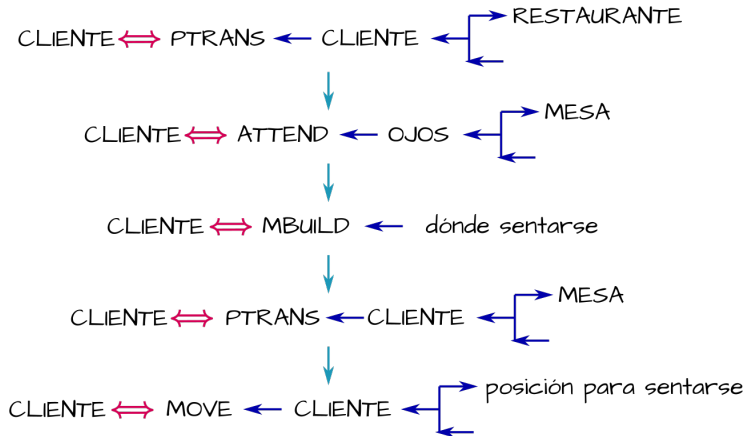 CLIENTE PTRANS CLIENTE RESTAURANTE
CLIENTE ATTEND OJOS MESA
CLIENTE MBUILD dónde sentarse
CLIENTE PTRANS CLIENTE MESA
CLIENTE MOVE CLIENTE posición para sentarse